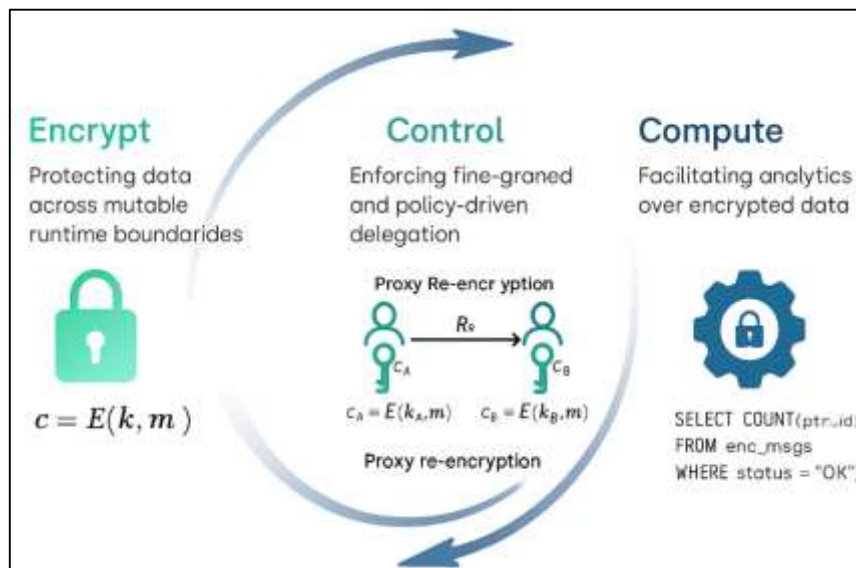 Encrypt
Protecting data
across mutable
runtime boundarides
c = E(k, m )
Control
Enforcing fine-graned
and policy-driven
delegation
Proxy Re-encr yption
Rₑ
C_A
C_B
C_A = E(k_A,m)
C_B = E(k_B,m)
Proxy re-encryption
Compute
Facilitating analytics
over encrypted data
SELECT COUNT(ptr_id)
FROM enc_msgs
WHERE status = "OK"